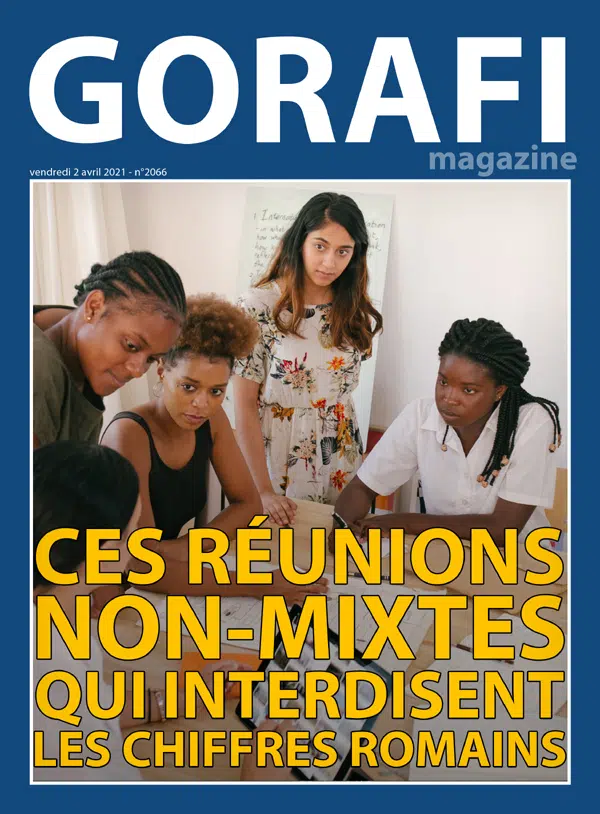 GORAFI
magazine
vendredi 2 avril 2021 - n°2066
CES RÉUNIONS
NON-MIXTES
QUI INTERDISENT
LES CHIFFRES ROMAINS